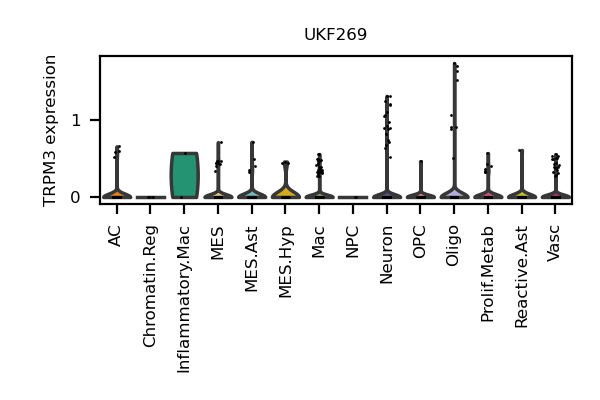 UKF269
TRPM3 expression
1
0
AC
Chromatin.Reg
Inflammatory.Mac
MES
MES.Ast
MES.Hyp
Mac
NPC
Neuron
OPC
Oligo
Prolif.Metab
Reactive.Ast
Vasc